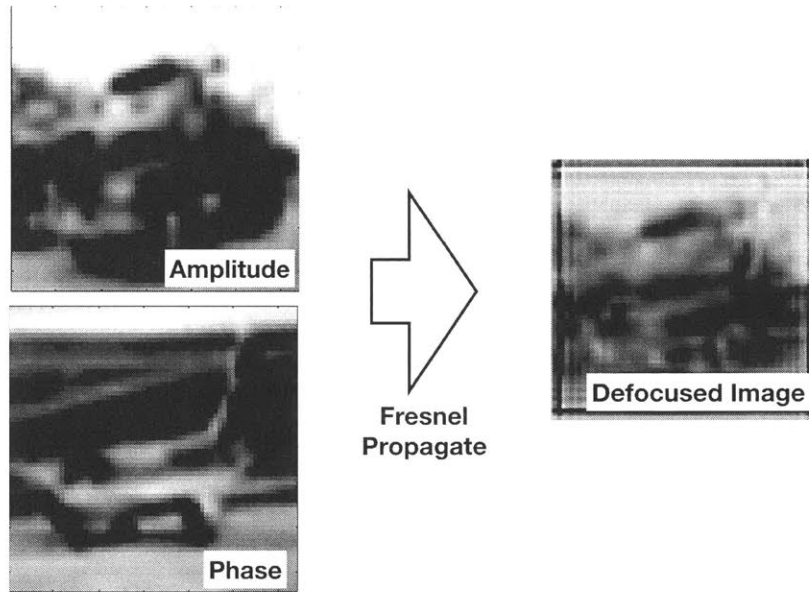 Amplitude
Phase
Fresnel
Propagate
Defocused Image